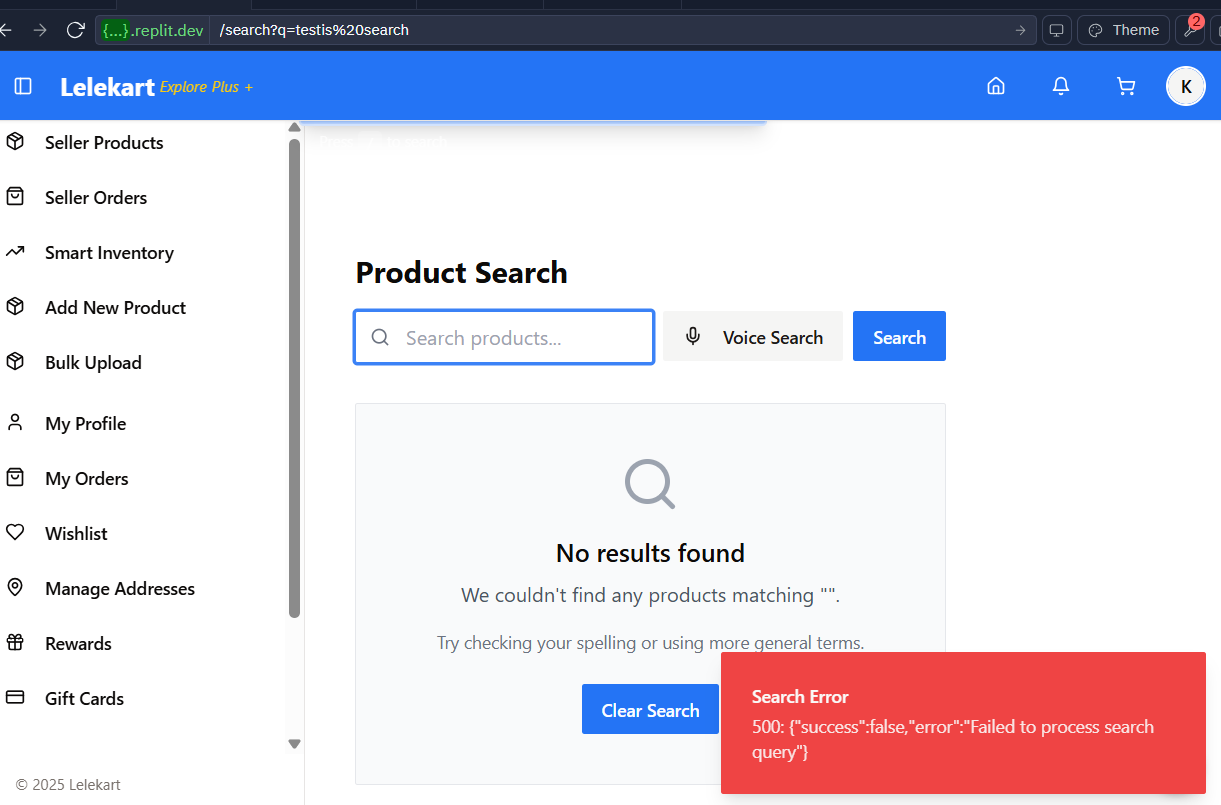 {...}.replit.dev /search?q=testis%20search
Theme
2
Lelekart Explore Plus +
K
Seller Products
Seller Orders
Smart Inventory
Add New Product
Bulk Upload
My Profile
My Orders
Wishlist
Manage Addresses
Rewards
Gift Cards
© 2025 Lelekart
Product Search
Search products...
Voice Search
Search
No results found
We couldn't find any products matching "".
Try checking your spelling or using more general terms.
Clear Search
Search Error
500: {"success":false,"error":"Failed to process search
query"}